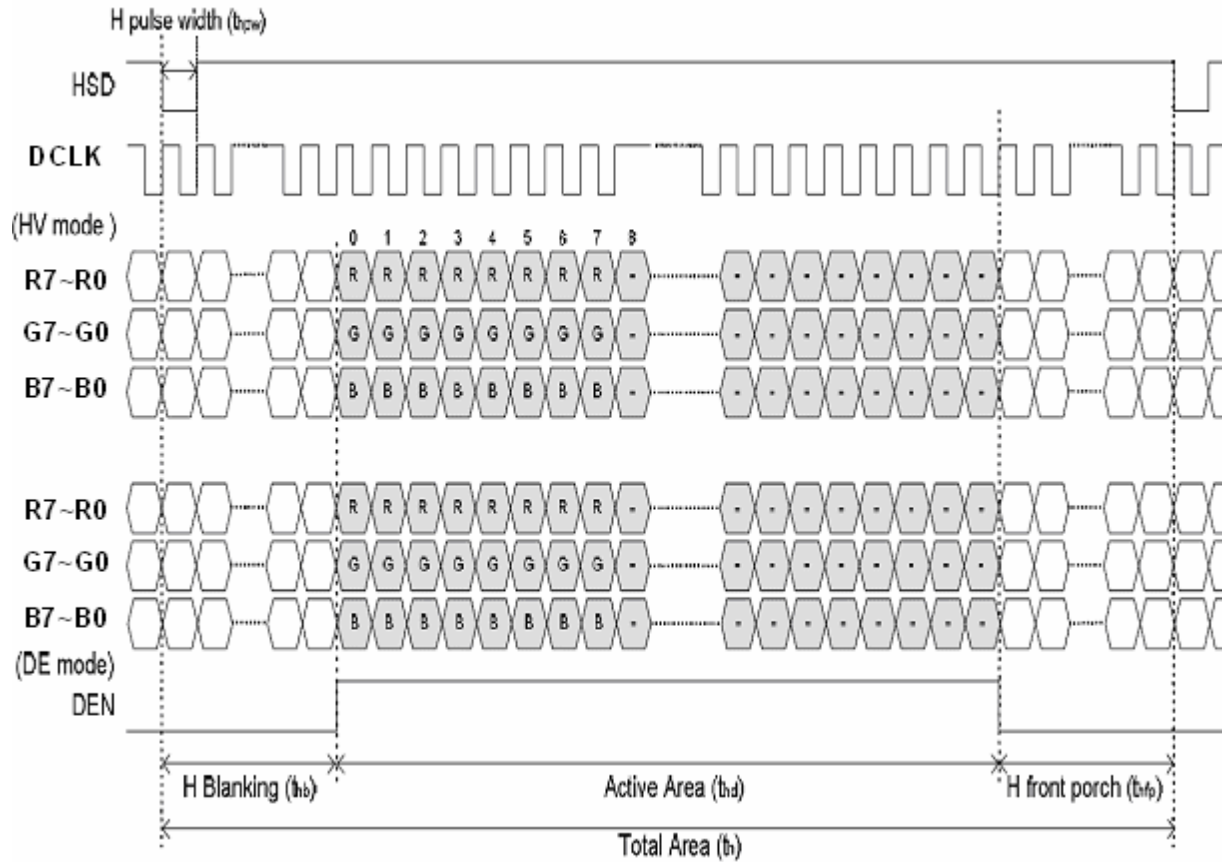 H pulse width (thpw)
HSD
DCLK
(HV mode )
0 1 2 3 4 5 6 7 8
R7~R0 R R R R R R R R - - - - - - - - -
G7~G0 G G G G G G G G - - - - - - - - -
B7~B0 B B B B B B B B - - - - - - - - -
R7~R0 R R R R R R R R - - - - - - - - -
G7~G0 G G G G G G G G - - - - - - - - -
B7~B0 B B B B B B B B - - - - - - - - -
(DE mode)
DEN
H Blanking (thb) Active Area (thd) H front porch (thfp)
Total Area (th)